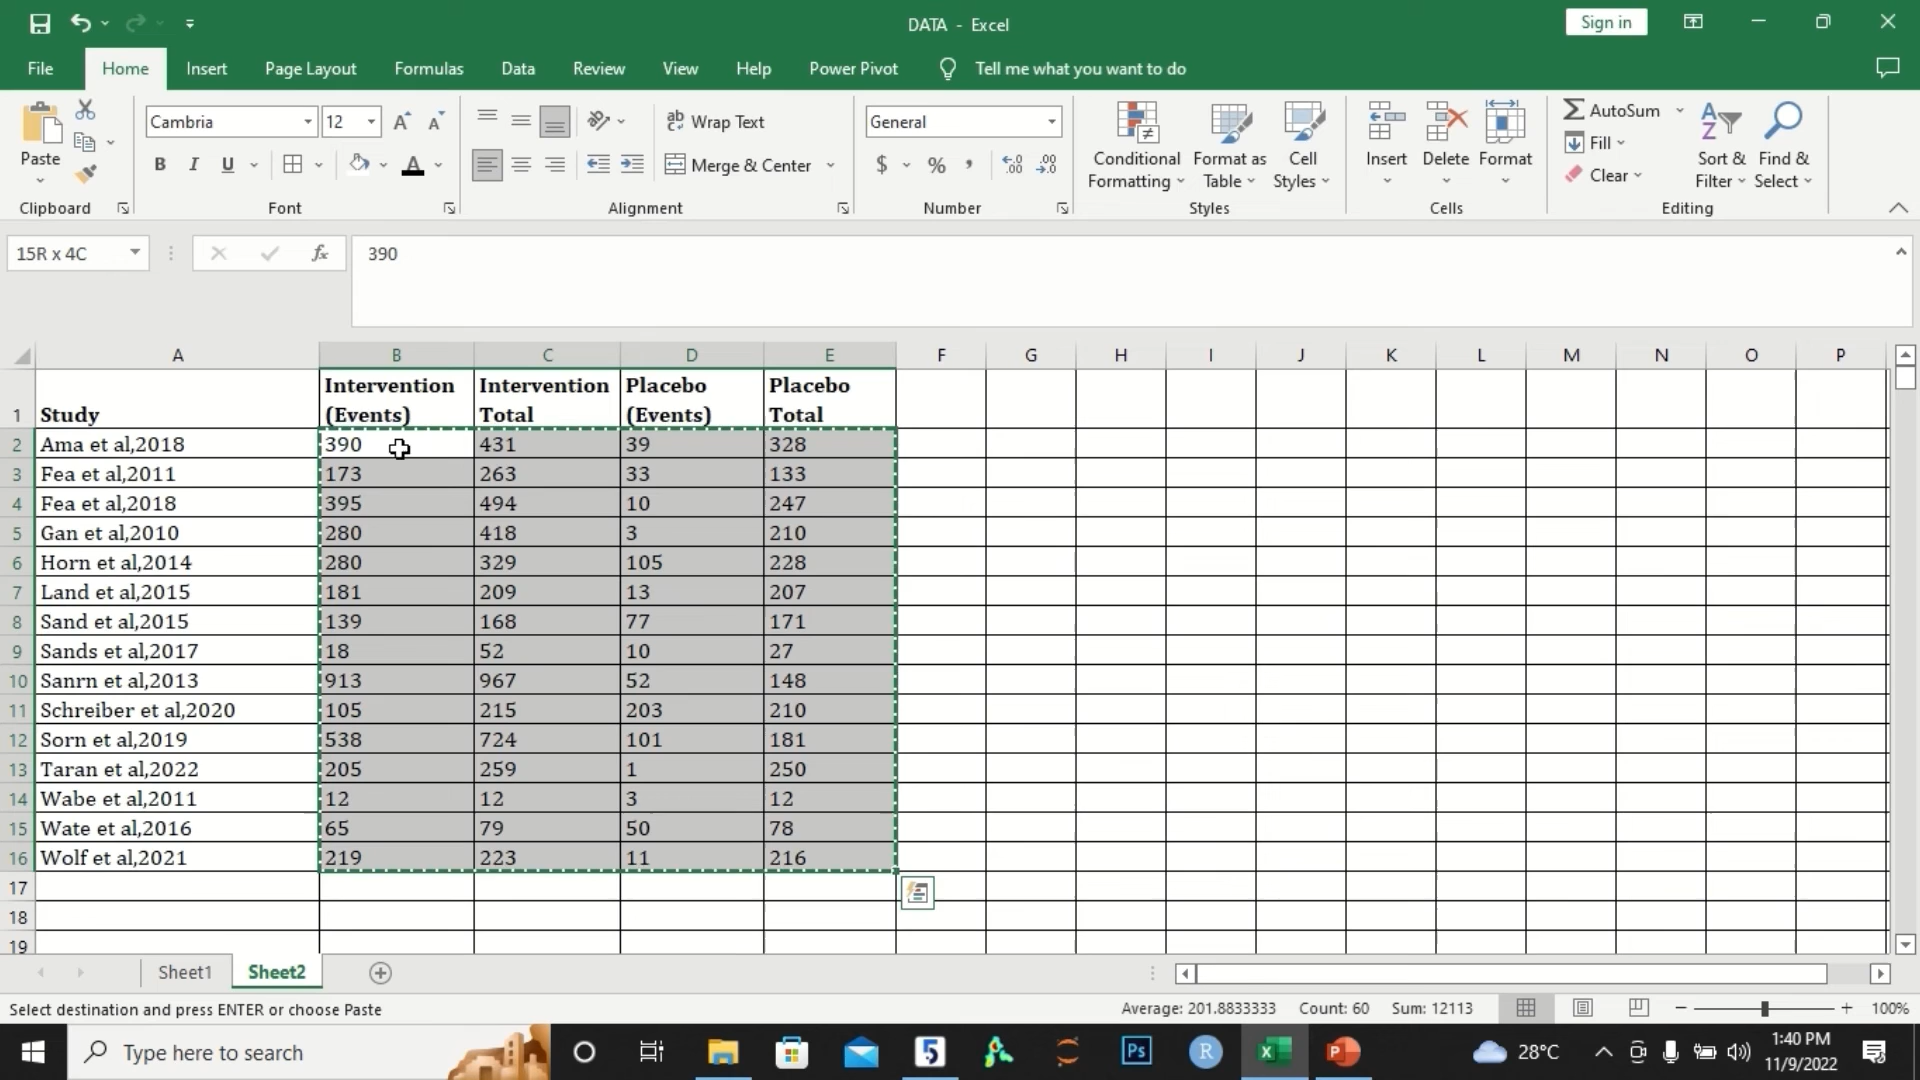 DATA - Excel
Sign in
File Home Insert Page Layout Formulas Data Review View Help Power Pivot Tell me what you want to do
Cambria 12 Wrap Text General AutoSum
Paste B I U Merge & Center $ % , Conditional Formatting Format as Table Cell Styles Insert Delete Format Fill Clear Sort & Filter Find & Select
Clipboard Font Alignment Number Styles Cells Editing
15R x 4C fx 390
A B C D E F G H I J K L M N O P
1 Study Intervention (Events) Intervention Total Placebo (Events) Placebo Total
2 Ama et al,2018 390 431 39 328
3 Fea et al,2011 173 263 33 133
4 Fea et al,2018 395 494 10 247
5 Gan et al,2010 280 418 3 210
6 Horn et al,2014 280 329 105 228
7 Land et al,2015 181 209 13 207
8 Sand et al,2015 139 168 77 171
9 Sands et al,2017 18 52 10 27
10 Sanrn et al,2013 913 967 52 148
11 Schreiber et al,2020 105 215 203 210
12 Sorn et al,2019 538 724 101 181
13 Taran et al,2022 205 259 1 250
14 Wabe et al,2011 12 12 3 12
15 Wate et al,2016 65 79 50 78
16 Wolf et al,2021 219 223 11 216
17
18
19
Sheet1 Sheet2
Select destination and press ENTER or choose Paste Average: 201.8833333 Count: 60 Sum: 12113 100%
Type here to search 5 Ps R X P 28°C 1:40 PM
11/9/2022